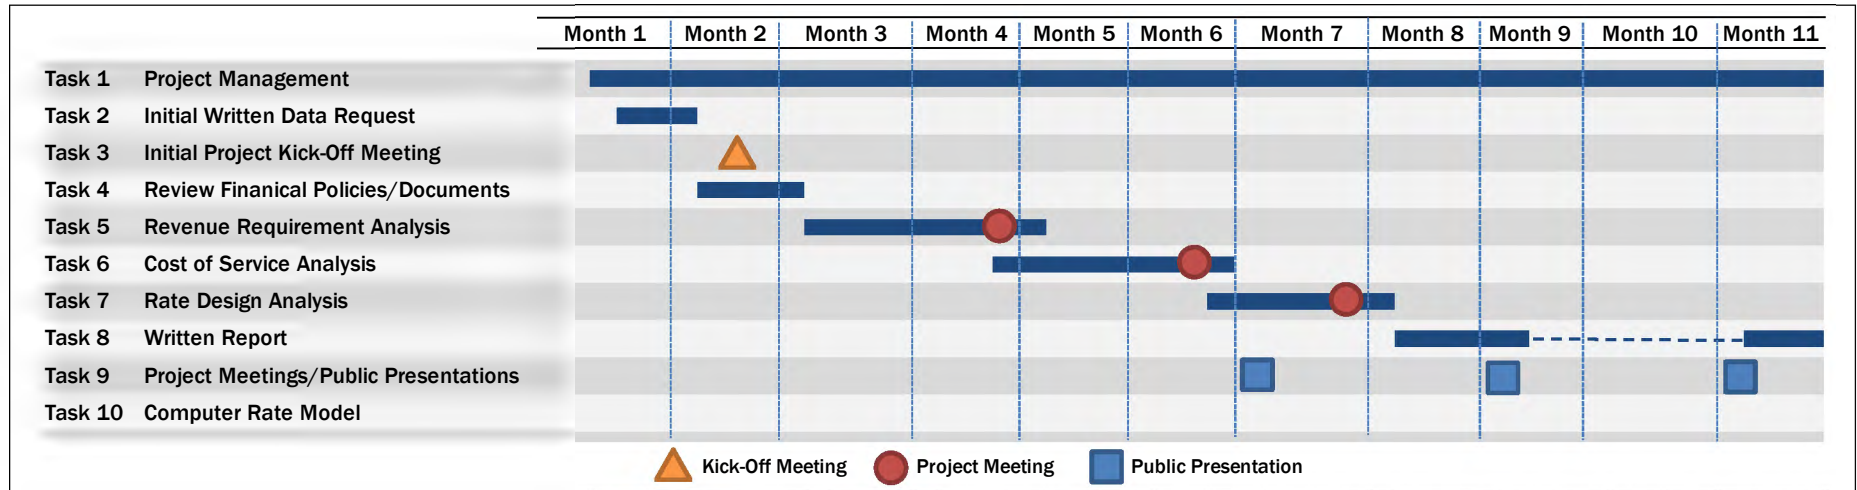 Month 1 Month 2 Month 3 Month 4 Month 5 Month 6 Month 7 Month 8 Month 9 Month 10 Month 11
Task 1 Project Management
Task 2 Initial Written Data Request
Task 3 Initial Project Kick-Off Meeting
Task 4 Review Finanical Policies/Documents
Task 5 Revenue Requirement Analysis
Task 6 Cost of Service Analysis
Task 7 Rate Design Analysis
Task 8 Written Report
Task 9 Project Meetings/Public Presentations
Task 10 Computer Rate Model
Kick-Off Meeting Project Meeting Public Presentation